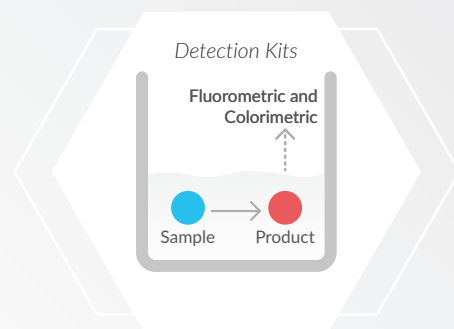 Detection Kits
Fluorometric and
Colorimetric
Sample
Product